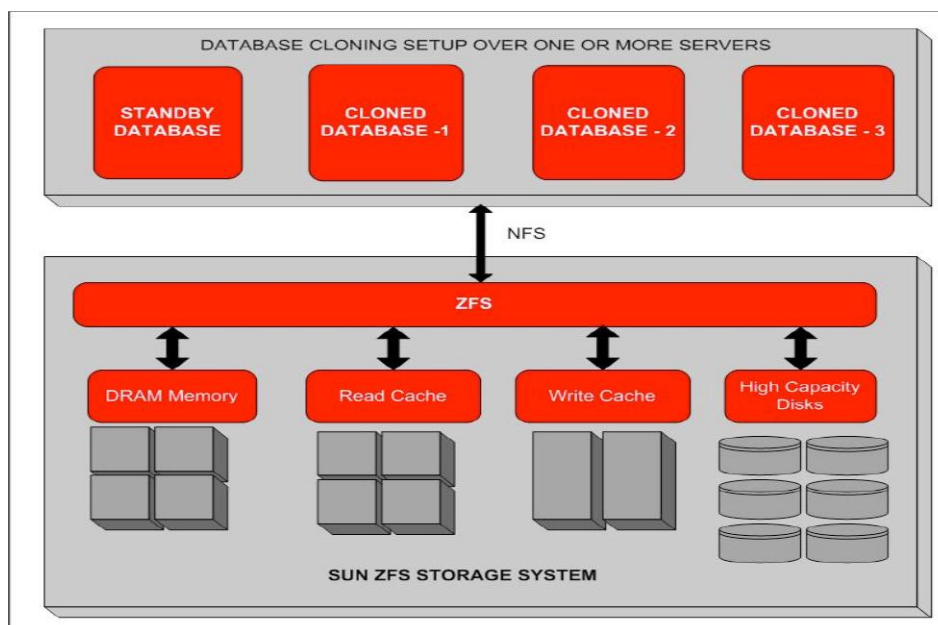 DATABASE CLONING SETUP OVER ONE OR MORE SERVERS
STANDBY
DATABASE
CLONED
DATABASE -1
CLONED
DATABASE - 2
CLONED
DATABASE - 3
NFS
ZFS
DRAM Memory
Read Cache
Write Cache
High Capacity
Disks
SUN ZFS STORAGE SYSTEM